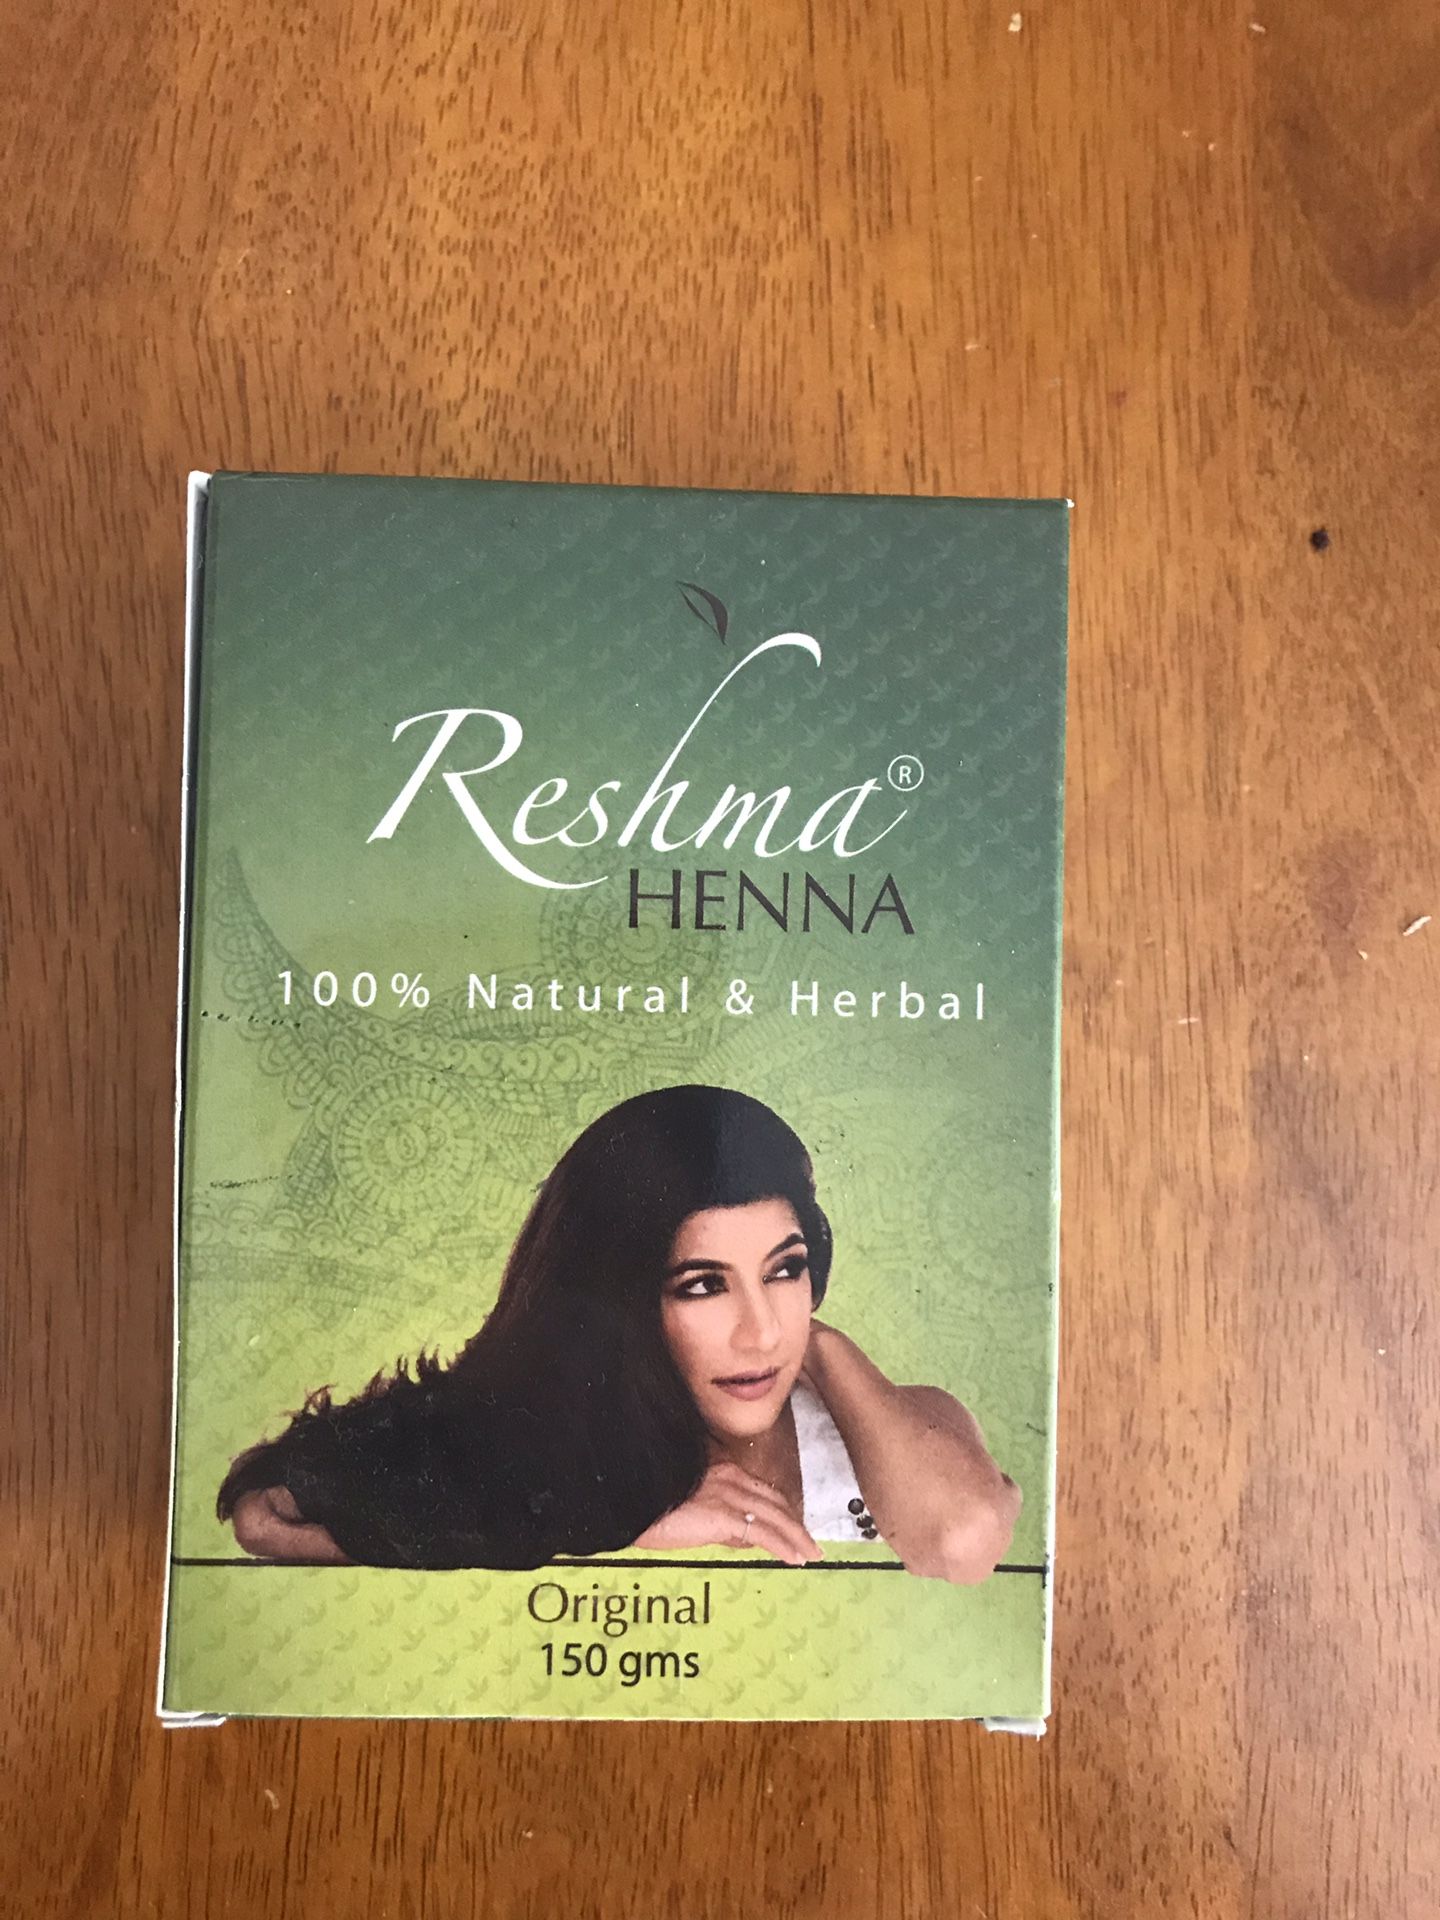 Reshma®
HENNA
100% Natural & Herbal
Original
150 gms